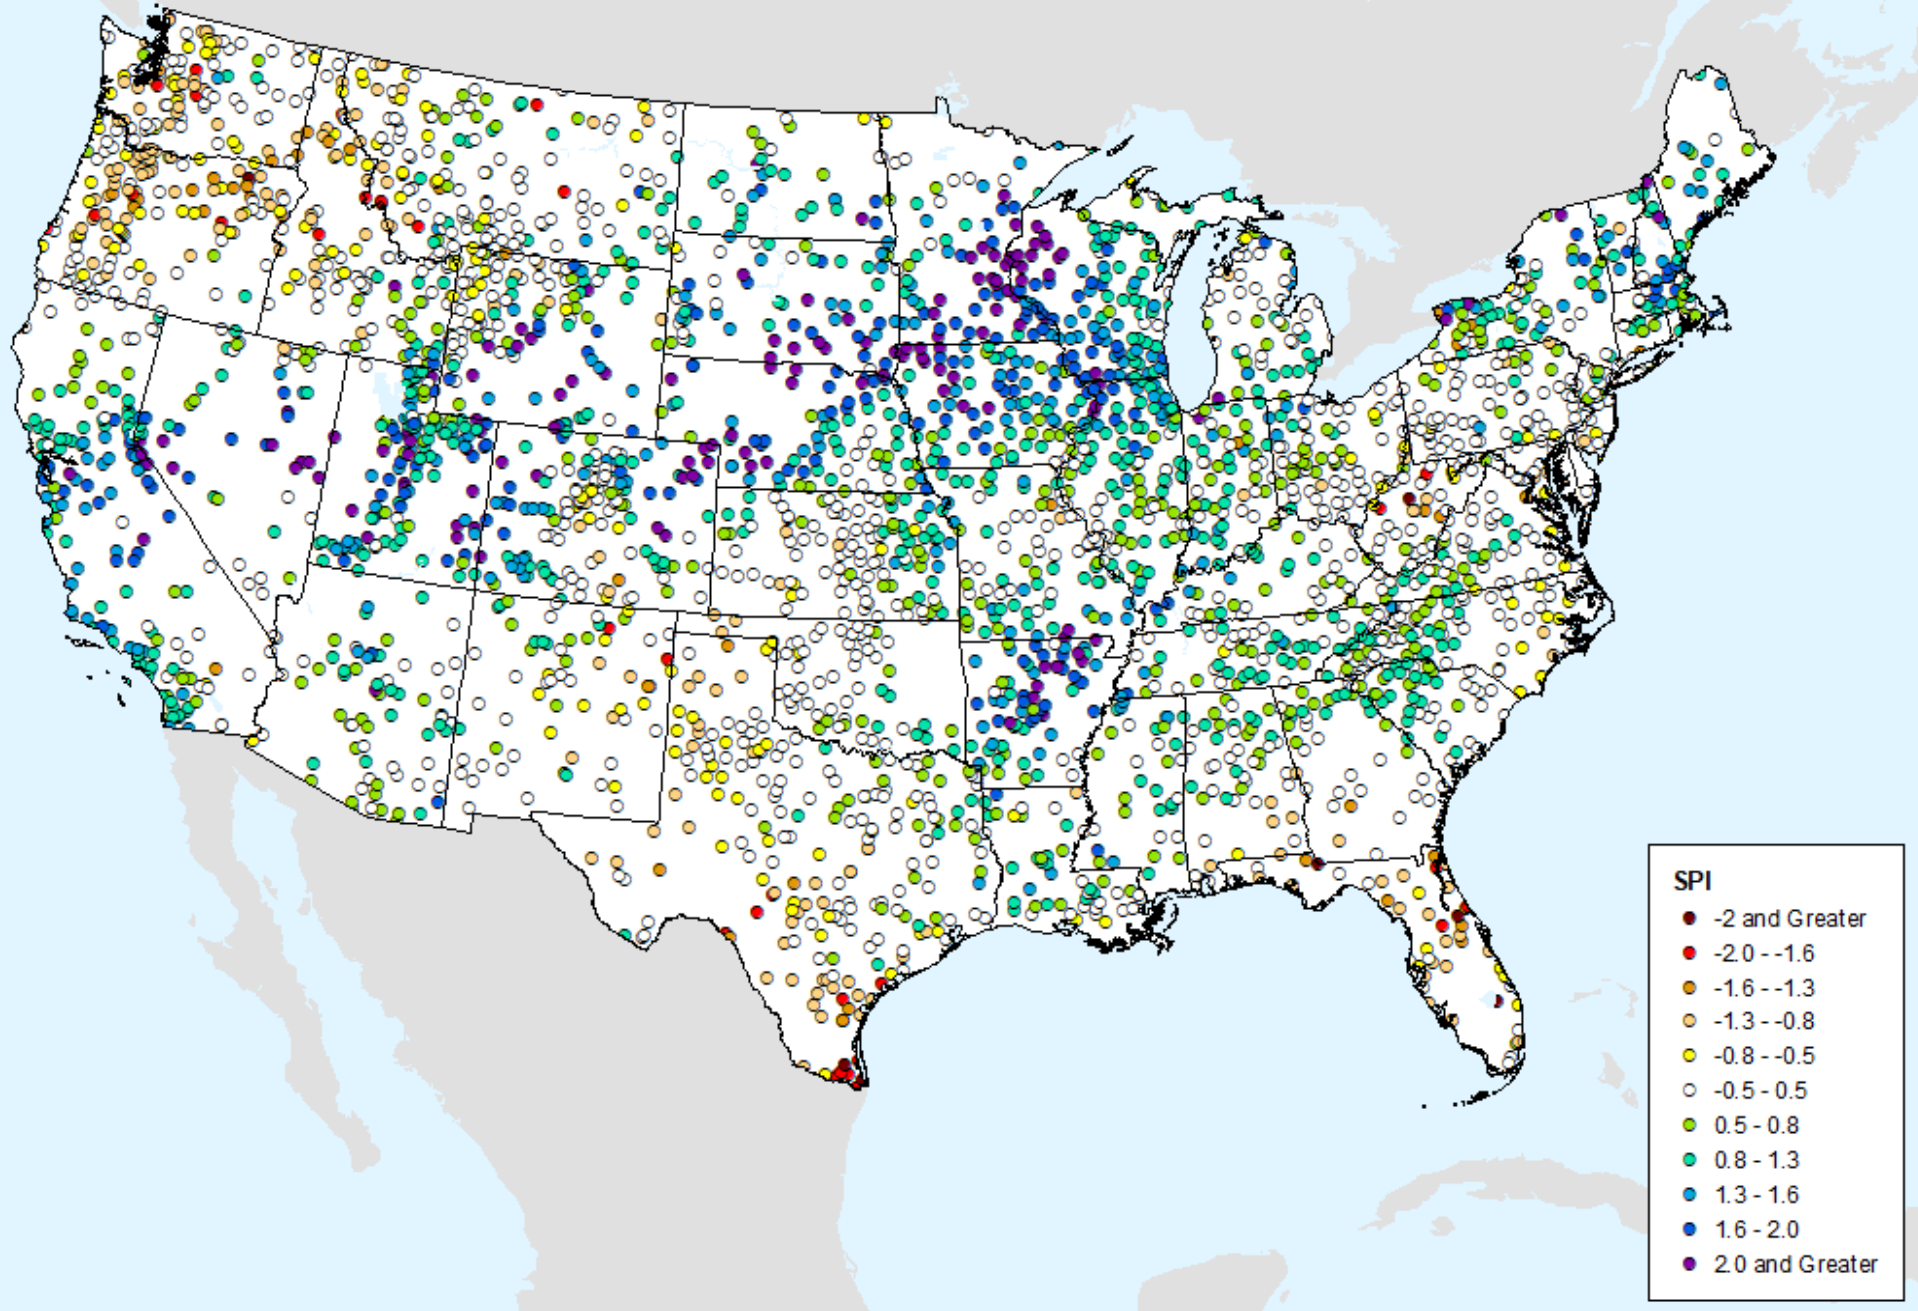 SPI
-2 and Greater
-2.0 - -1.6
-1.6 - -1.3
-1.3 - -0.8
-0.8 - -0.5
-0.5 - 0.5
0.5 - 0.8
0.8 - 1.3
1.3 - 1.6
1.6 - 2.0
2.0 and Greater